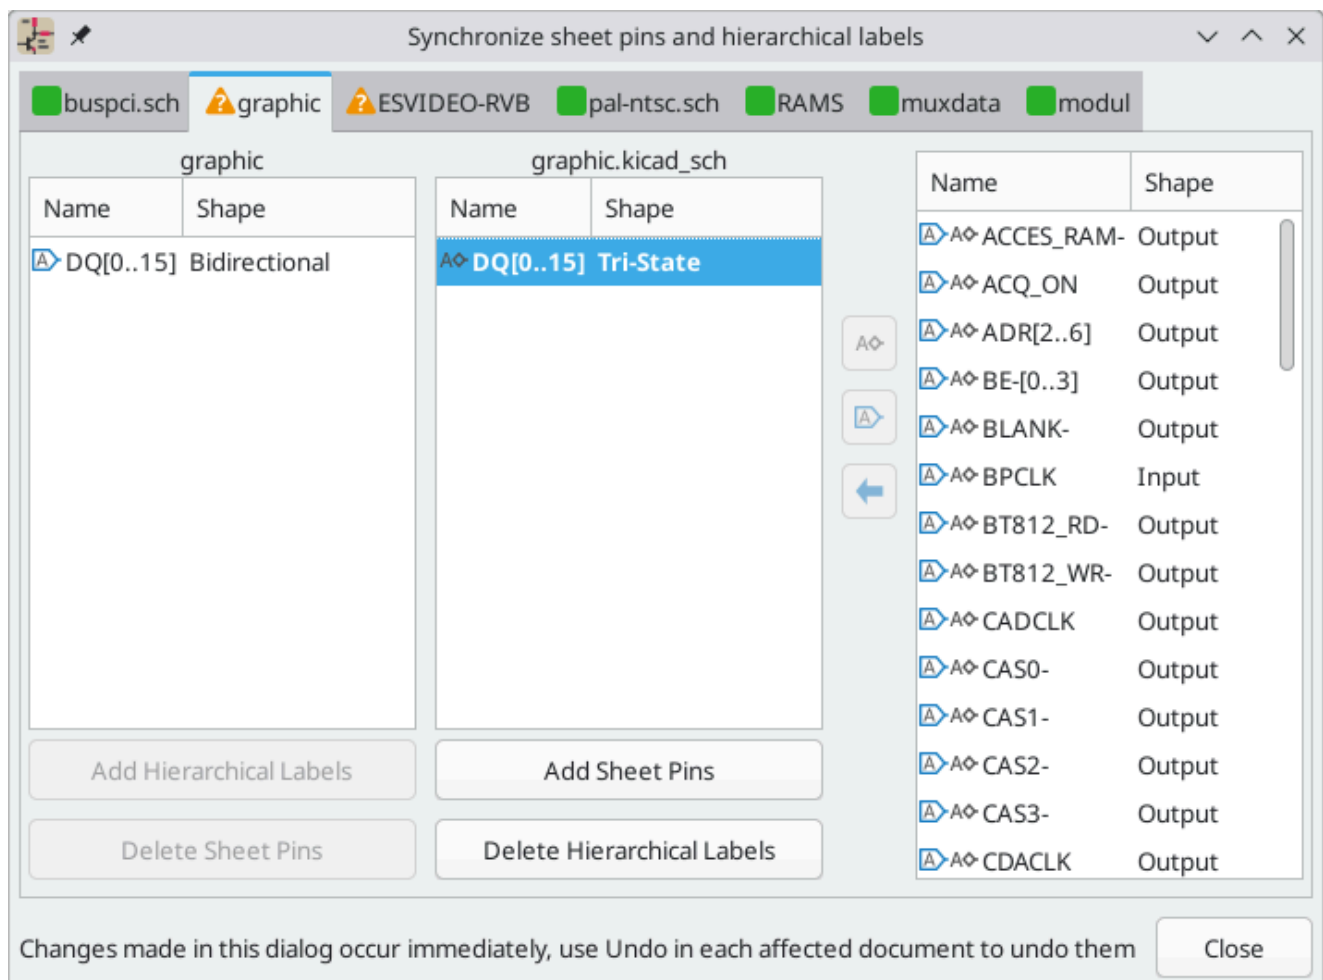 Synchronize sheet pins and hierarchical labels
buspci.sch graphic ESVIDEO-RVB pal-ntsc.sch RAMS muxdata modul
graphic
Name Shape
DQ[0..15] Bidirectional
Add Hierarchical Labels
Delete Sheet Pins
graphic.kicad_sch
Name Shape
DQ[0..15] Tri-State
Add Sheet Pins
Delete Hierarchical Labels
Name Shape
ACCES_RAM- Output
ACQ_ON Output
ADR[2..6] Output
BE-[0..3] Output
BLANK- Output
BPCLK Input
BT812_RD- Output
BT812_WR- Output
CADCLK Output
CAS0- Output
CAS1- Output
CAS2- Output
CAS3- Output
CDACLK Output
Changes made in this dialog occur immediately, use Undo in each affected document to undo them
Close